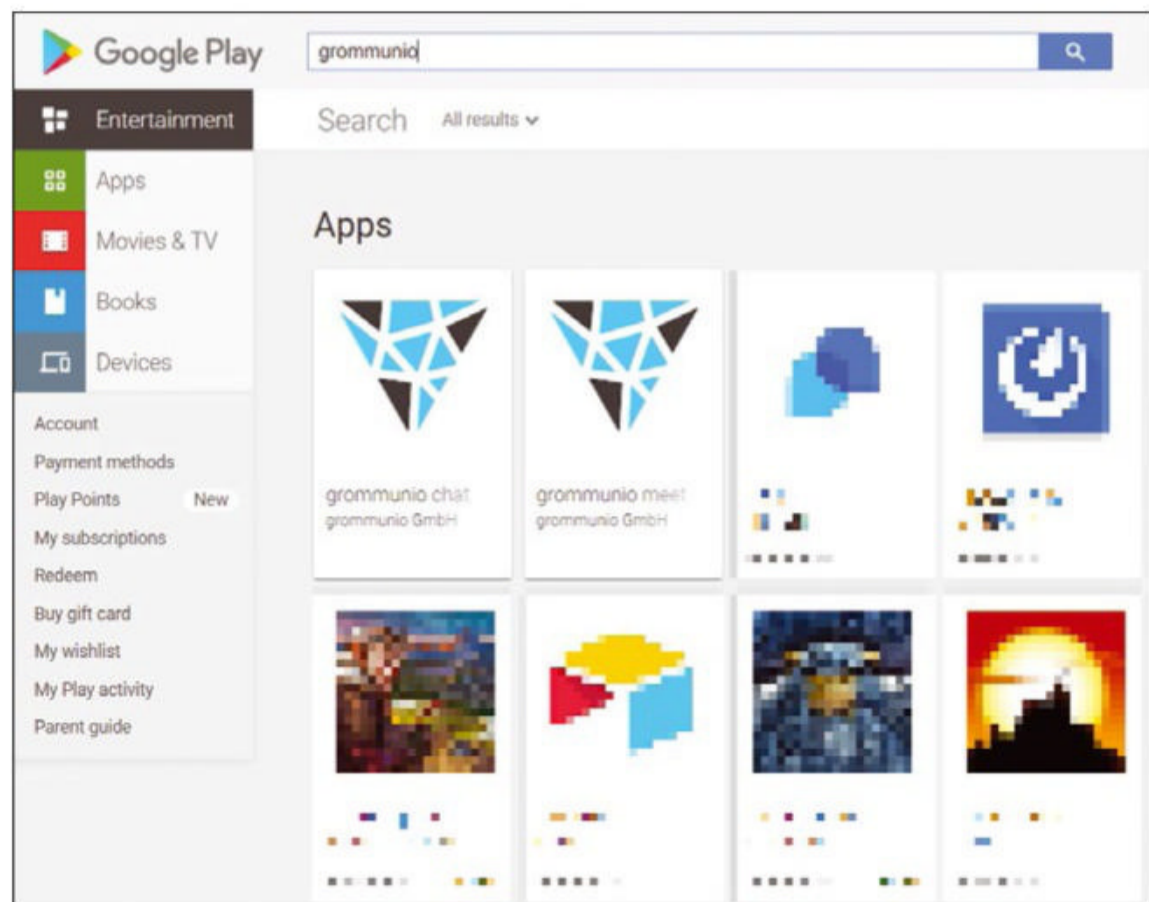 Google Play
grommunio
Entertainment
Search All results
Apps
Movies & TV
Books
Devices
Account
Payment methods
Play Points New
My subscriptions
Redeem
Buy gift card
My wishlist
My Play activity
Parent guide
Apps
grommunio chat
grommunio GmbH
grommunio meet
grommunio GmbH